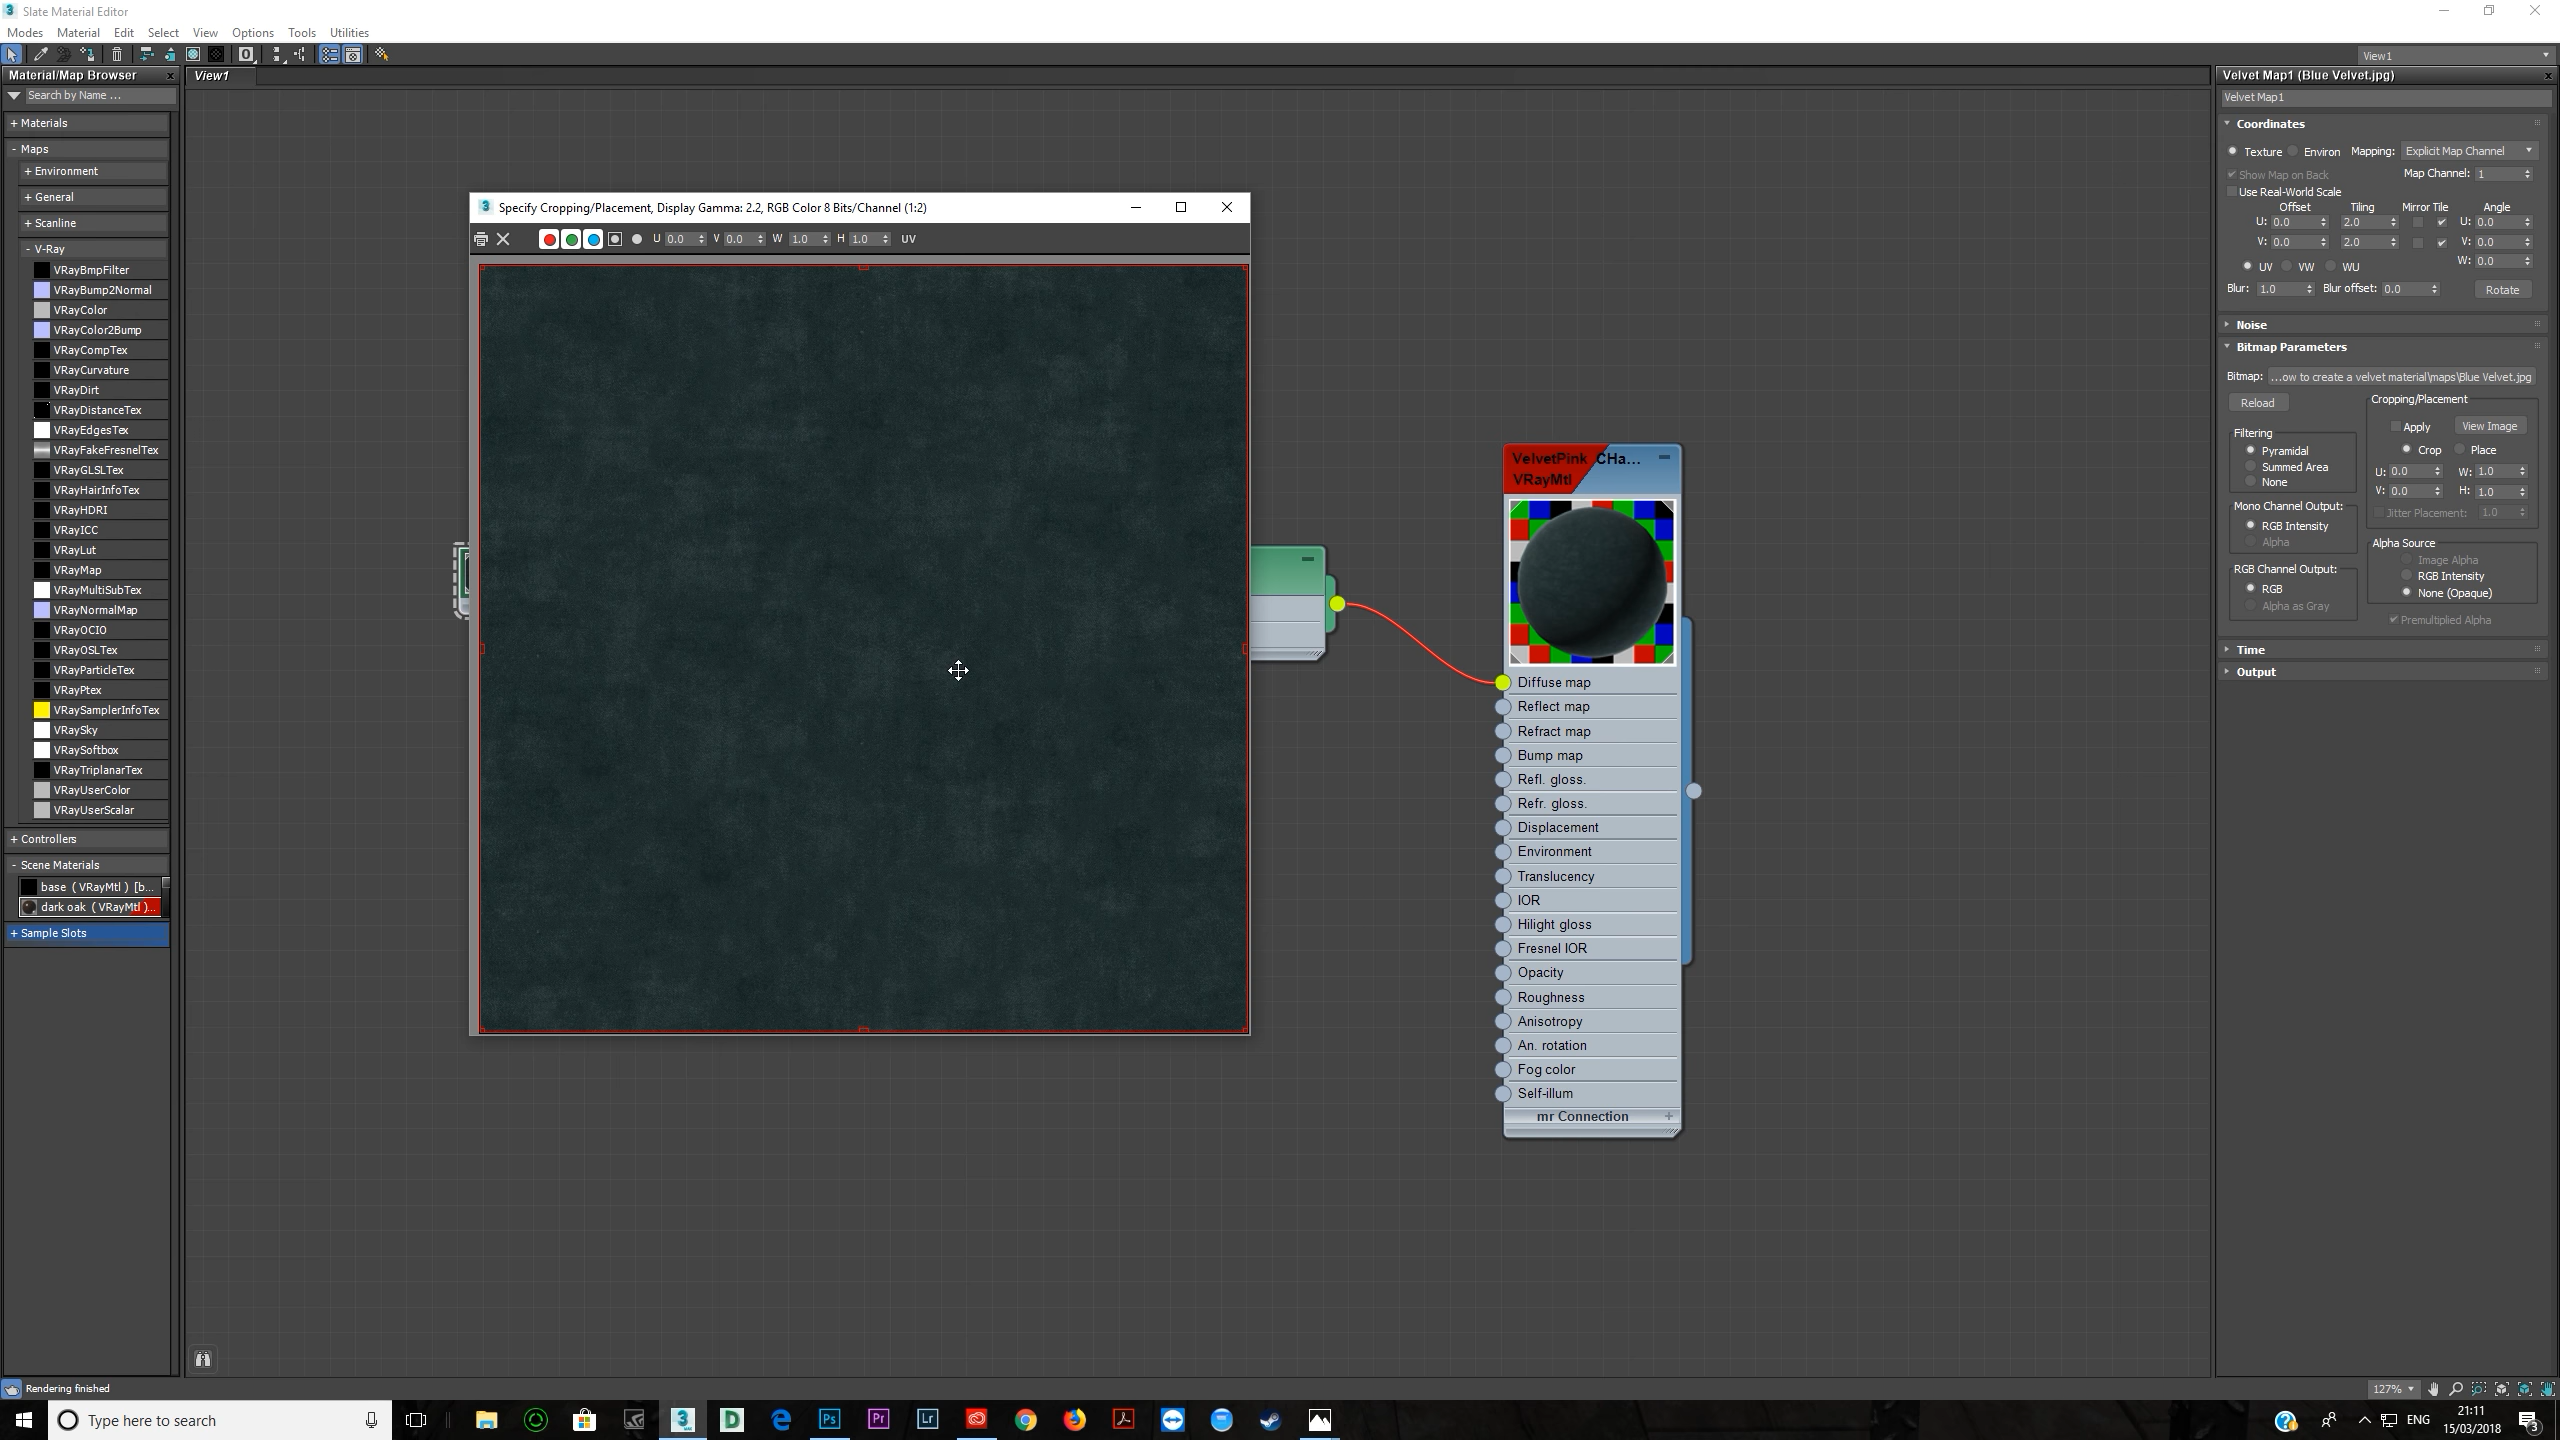 Slate Material Editor
Modes Material Edit Select View Options Tools Utilities
View1
Material/Map Browser
Search by Name ...
+ Materials
- Maps
+ Environment
+ General
+ Scanline
- V-Ray
VRayBmpFilter
VRayBump2Normal
VRayColor
VRayColor2Bump
VRayCompTex
VRayCurvature
VRayDirt
VRayDistanceTex
VRayEdgesTex
VRayFakeFresnelTex
VRayGLSLTex
VRayHairInfoTex
VRayHDRI
VRayICC
VRayLut
VRayMap
VRayMultiSubTex
VRayNormalMap
VRayOCIO
VRayOSLTex
VRayParticleTex
VRayPtex
VRaySamplerInfoTex
VRaySky
VRaySoftbox
VRayTriplanarTex
VRayUserColor
VRayUserScalar
+ Controllers
- Scene Materials
base ( VRayMtl ) [b...
dark oak ( VRayMtl )...
+ Sample Slots
View1
Specify Cropping/Placement, Display Gamma: 2.2, RGB Color 8 Bits/Channel (1:2)
U 0.0 V 0.0 W 1.0 H 1.0 UV
VelvetPink CHa...
VRayMtl
Diffuse map
Reflect map
Refract map
Bump map
Refl. gloss.
Refr. gloss.
Displacement
Environment
Translucency
IOR
Hilight gloss
Fresnel IOR
Opacity
Roughness
Anisotropy
An. rotation
Fog color
Self-illum
mr Connection +
Velvet Map1 (Blue Velvet.jpg)
Velvet Map1
Coordinates
Texture Environ Mapping: Explicit Map Channel
Show Map on Back Map Channel: 1
Use Real-World Scale
Offset Tiling Mirror Tile Angle
U: 0.0 2.0 U: 0.0
V: 0.0 2.0 V: 0.0
W: 0.0
UV VW WU
Blur: 1.0 Blur offset: 0.0 Rotate
Noise
Bitmap Parameters
Bitmap: ...ow to create a velvet material\maps\Blue Velvet.jpg
Reload
Cropping/Placement
Apply View Image
Crop Place
U: 0.0 W: 1.0
V: 0.0 H: 1.0
Jitter Placement: 1.0
Filtering
Pyramidal
Summed Area
None
Mono Channel Output:
RGB Intensity
Alpha
RGB Channel Output:
RGB
Alpha as Gray
Alpha Source
Image Alpha
RGB Intensity
None (Opaque)
Premultiplied Alpha
Time
Output
Rendering finished
127%
Type here to search
3 D Ps Pr Lr
ENG
21:11
15/03/2018
3